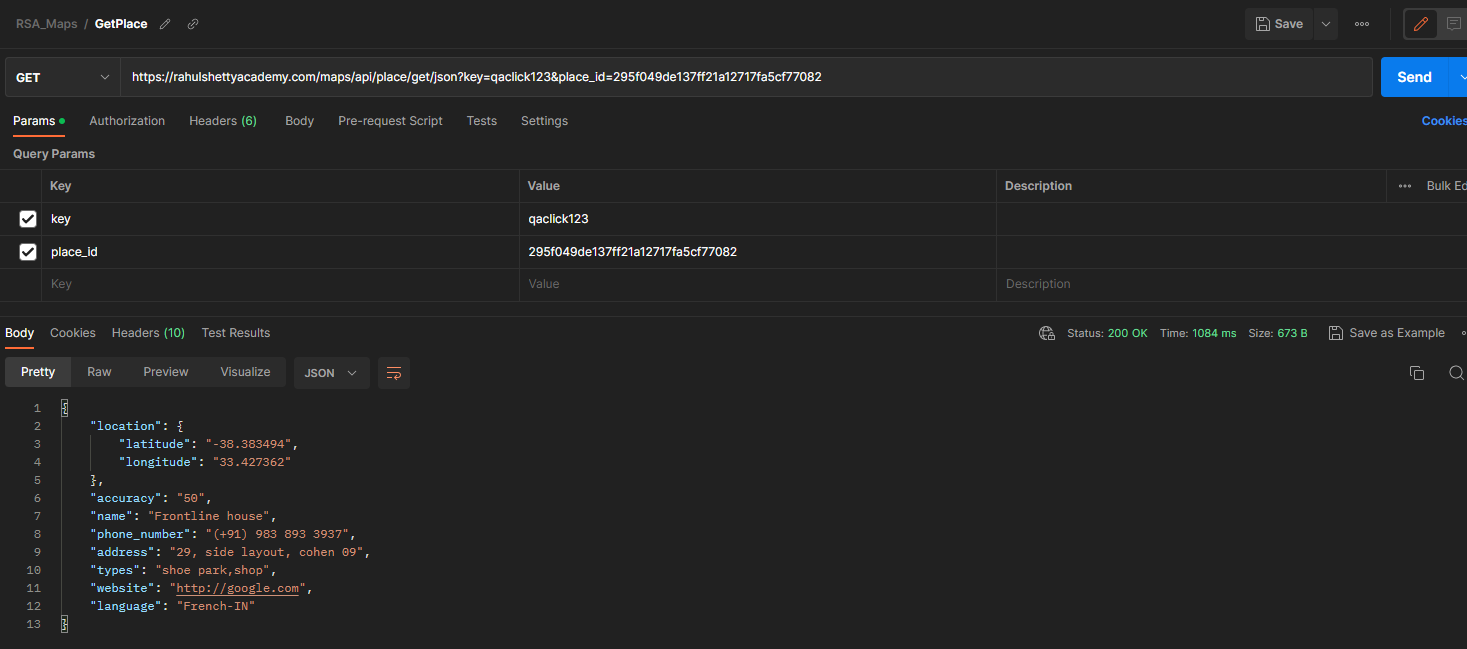 RSA_Maps / GetPlace
Save
GET
https://rahulshettyacademy.com/maps/api/place/get/json?key=qaclick123&place_id=295f049de137ff21a12717fa5cf77082
Send
Params Authorization Headers (6) Body Pre-request Script Tests Settings Cookies
Query Params
Key Value Description Bulk Ed
key qaclick123
place_id 295f049de137ff21a12717fa5cf77082
Key Value Description
Body Cookies Headers (10) Test Results Status: 200 OK Time: 1084 ms Size: 673 B Save as Example
Pretty Raw Preview Visualize JSON
1 {
2 "location": {
3 "latitude": "-38.383494",
4 "longitude": "33.427362"
5 },
6 "accuracy": "50",
7 "name": "Frontline house",
8 "phone_number": "(+91) 983 893 3937",
9 "address": "29, side layout, cohen 09",
10 "types": "shoe park,shop",
11 "website": "http://google.com",
12 "language": "French-IN"
13 }